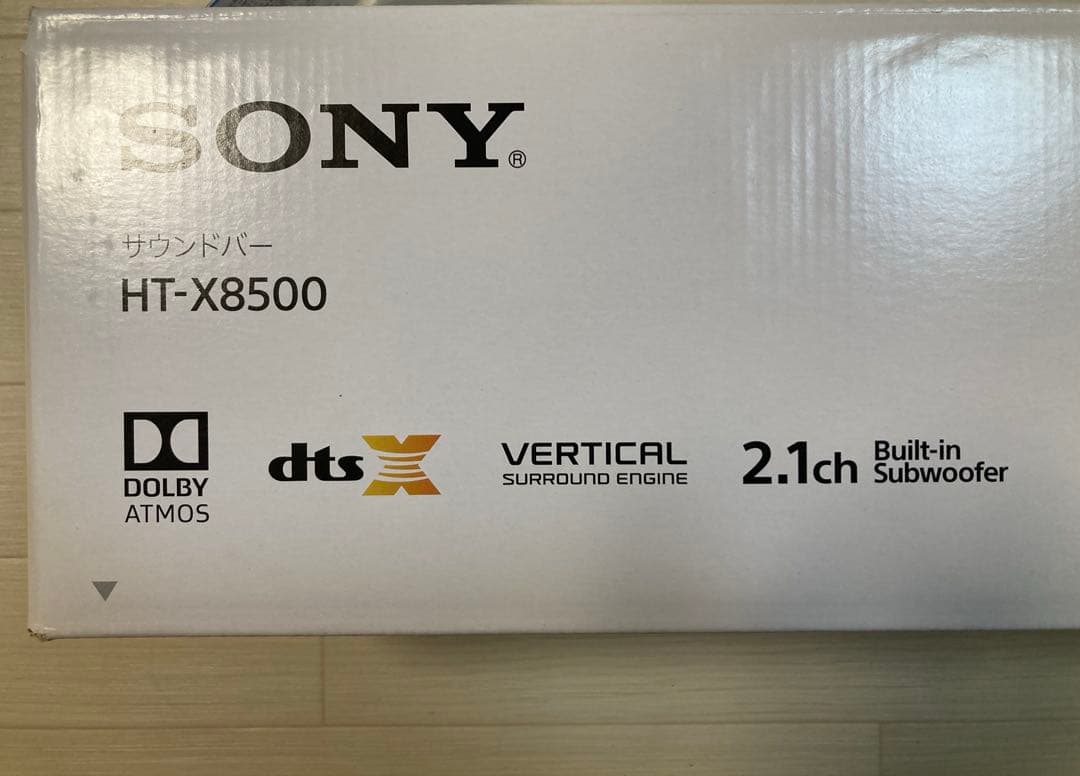 SONY®
サウンドバー
HT-X8500
DOLBY
ATMOS
dts X
VERTICAL
SURROUND ENGINE
2.1ch Built-in
Subwoofer